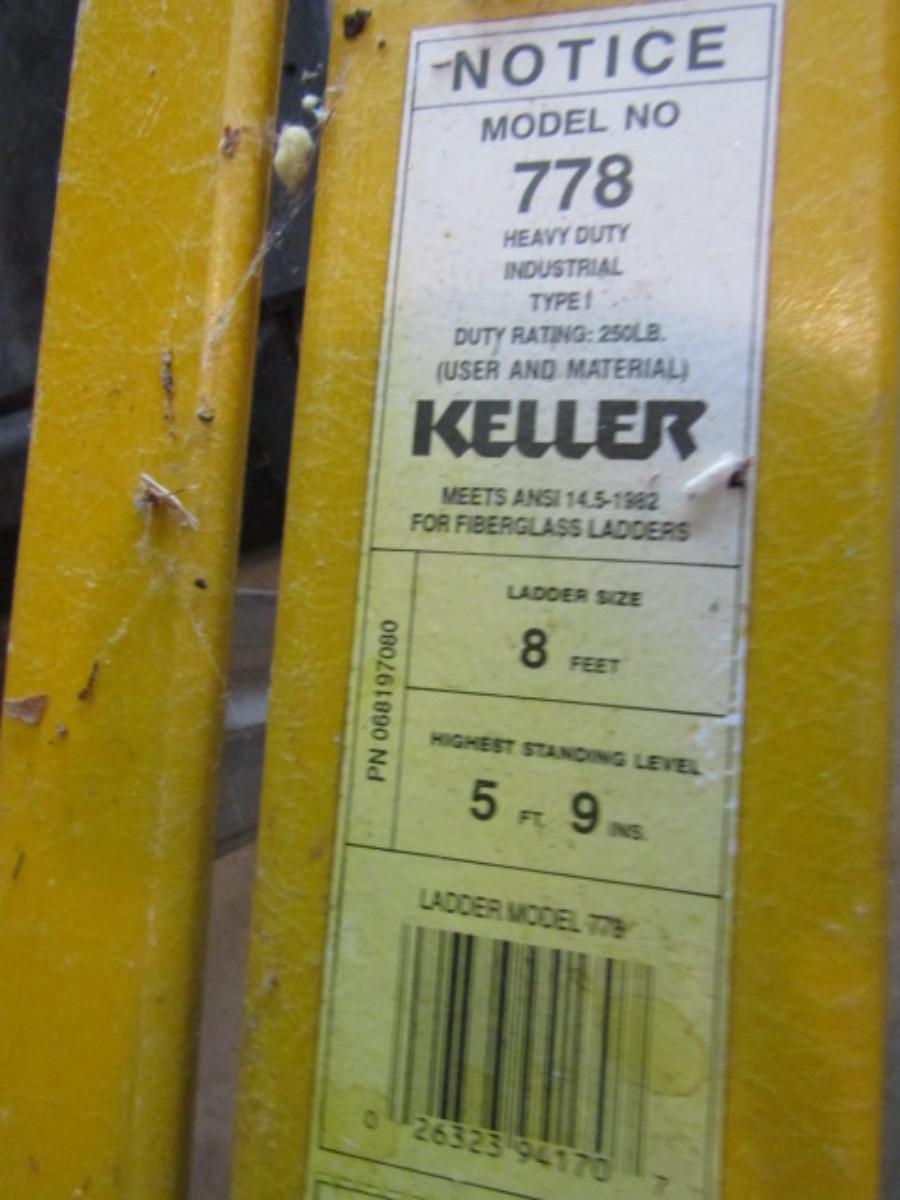 NOTICE
MODEL NO
778
HEAVY DUTY
INDUSTRIAL
TYPE I
DUTY RATING: 250LB.
(USER AND MATERIAL)
KELLER
MEETS ANSI 14.5-1982
FOR FIBERGLASS LADDERS
PN 068197080
LADDER SIZE
8 FEET
HIGHEST STANDING LEVEL
5 FT. 9 INS.
LADDER MODEL 778
0 26323 94170 7